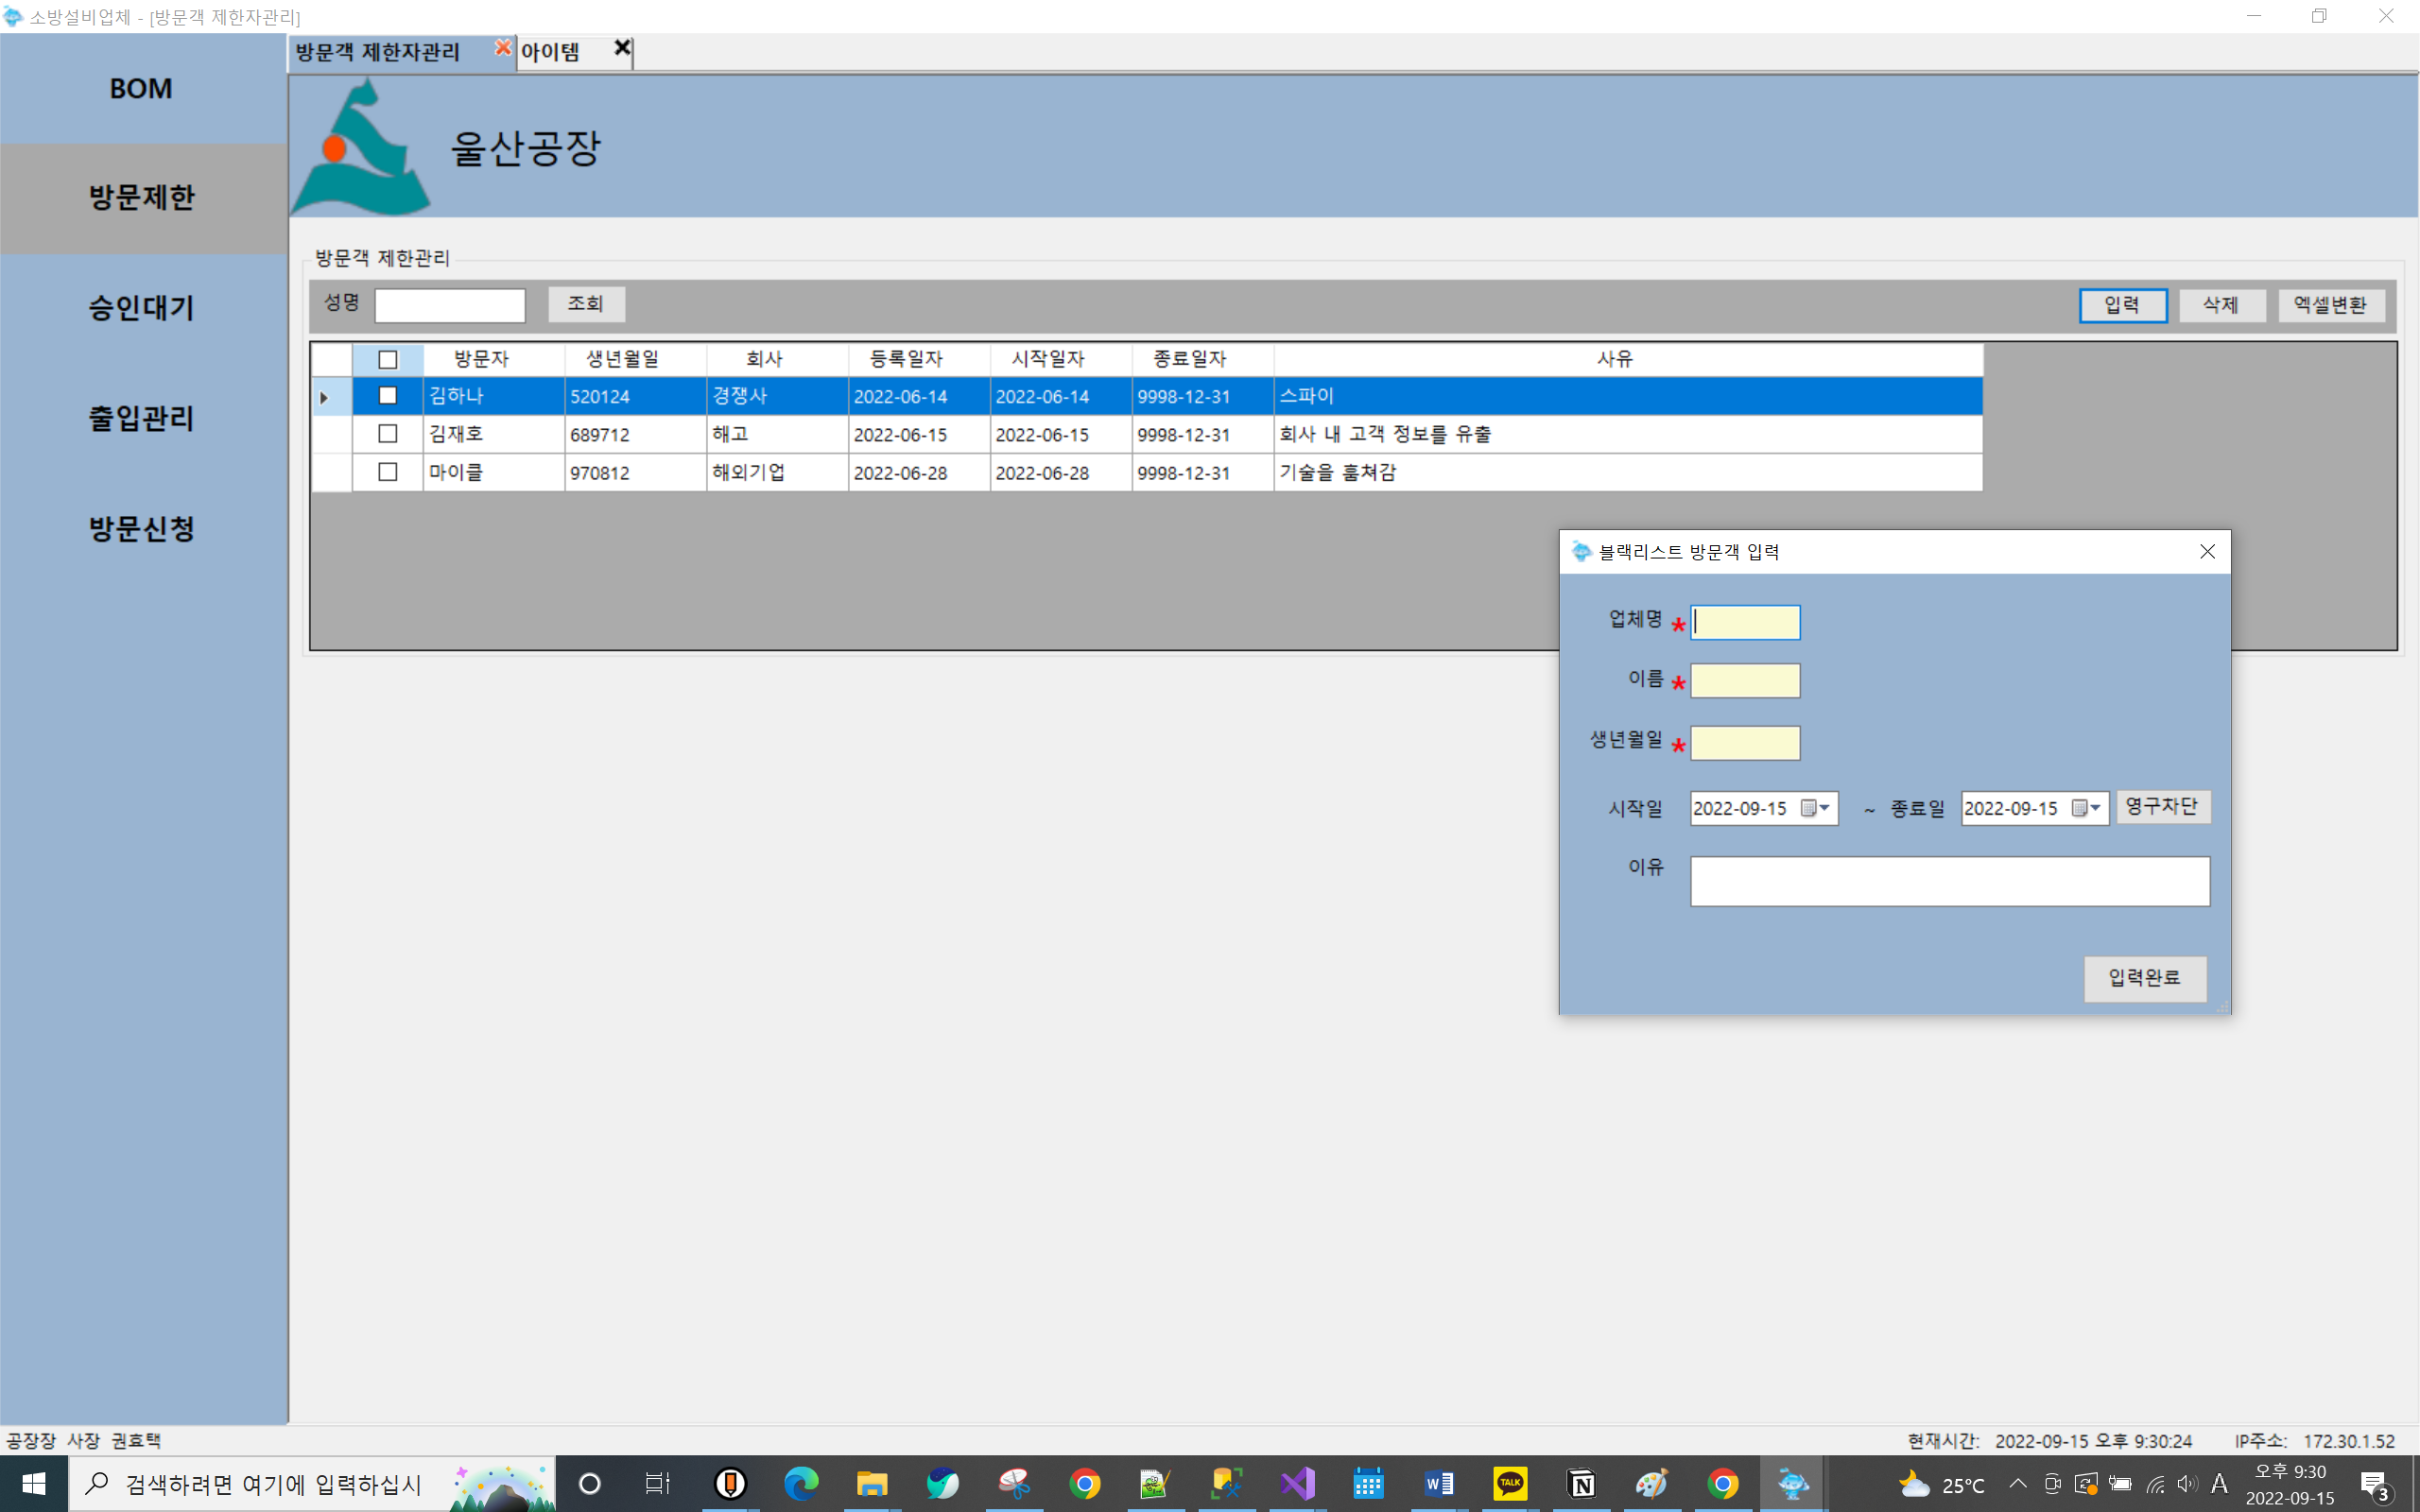 소방설비업체 - [방문객 제한자관리]
BOM
방문제한
승인대기
출입관리
방문신청
방문객 제한자관리
아이템
울산공장
방문객 제한관리
성명 조회 입력 삭제 엑셀변환
방문자 생년월일 회사 등록일자 시작일자 종료일자 사유
김하나 520124 경쟁사 2022-06-14 2022-06-14 9998-12-31 스파이
김재호 689712 해고 2022-06-15 2022-06-15 9998-12-31 회사 내 고객 정보를 유출
마이클 970812 해외기업 2022-06-28 2022-06-28 9998-12-31 기술을 훔쳐감
블랙리스트 방문객 입력
업체명 *
이름 *
생년월일 *
시작일 2022-09-15 ~ 종료일 2022-09-15 영구차단
이유
입력완료
공장장 사장 권효택
현재시간: 2022-09-15 오후 9:30:24 IP주소: 172.30.1.52
검색하려면 여기에 입력하십시
TALK
25°C
A
오후 9:30
2022-09-15
3